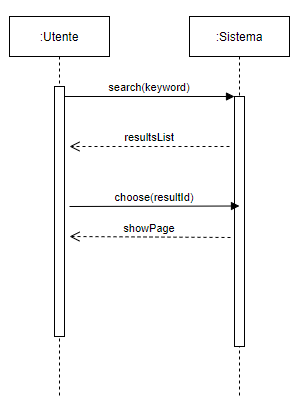 :Utente
:Sistema
search(keyword)
resultsList
choose(resultId)
showPage